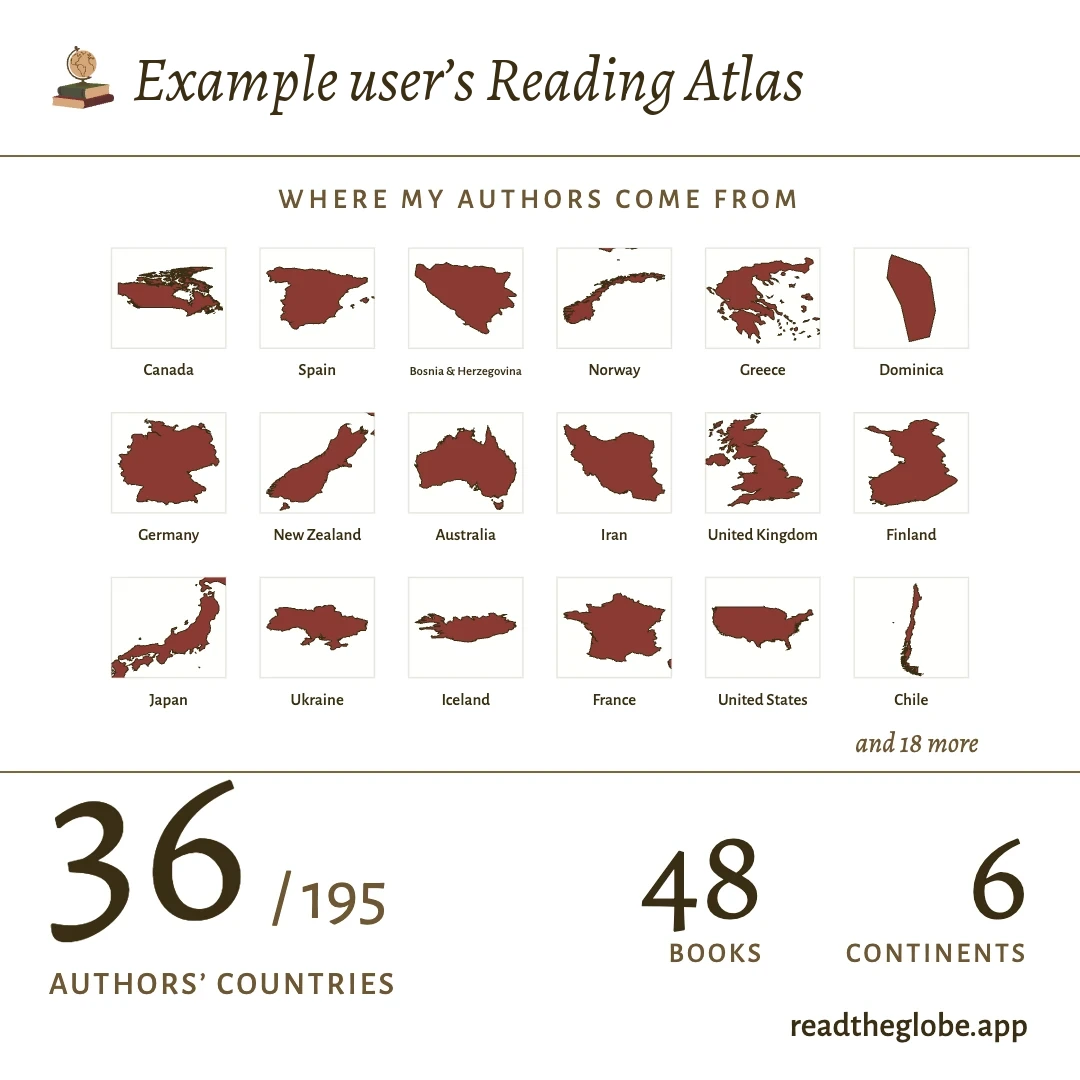 Example user’s Reading Atlas
WHERE MY AUTHORS COME FROM
Canada
Spain
Bosnia & Herzegovina
Norway
Greece
Dominica
Germany
New Zealand
Australia
Iran
United Kingdom
Finland
Japan
Ukraine
Iceland
France
United States
Chile
and 18 more
36 / 195
AUTHORS’ COUNTRIES
48
BOOKS
6
CONTINENTS
readtheglobe.app